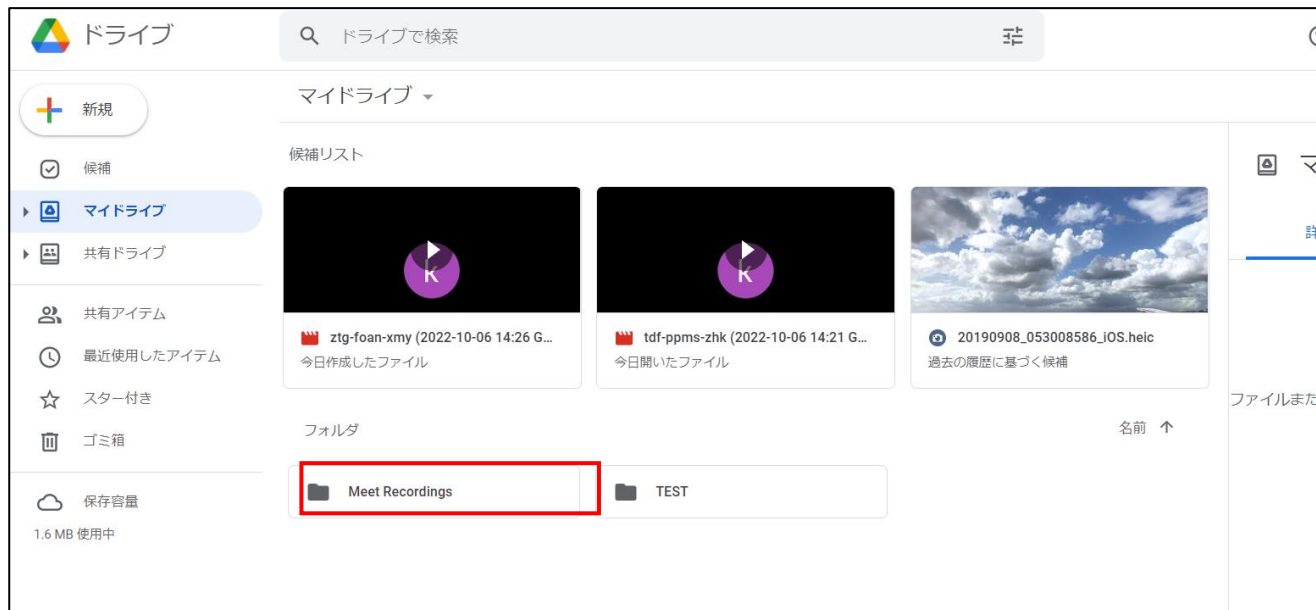 ドライブ
ドライブで検索
新規
マイドライブ
候補
マイドライブ
共有ドライブ
共有アイテム
最近使用したアイテム
スター付き
ゴミ箱
保存容量
1.6 MB 使用中
候補リスト
k
ztg-foan-xmy (2022-10-06 14:26 G...
今日作成したファイル
k
tdf-ppms-zhk (2022-10-06 14:21 G...
今日開いたファイル
20190908_053008586_iOS.heic
過去の履歴に基づく候補
フォルダ
名前
Meet Recordings
TEST
マ
詳
ファイルまた